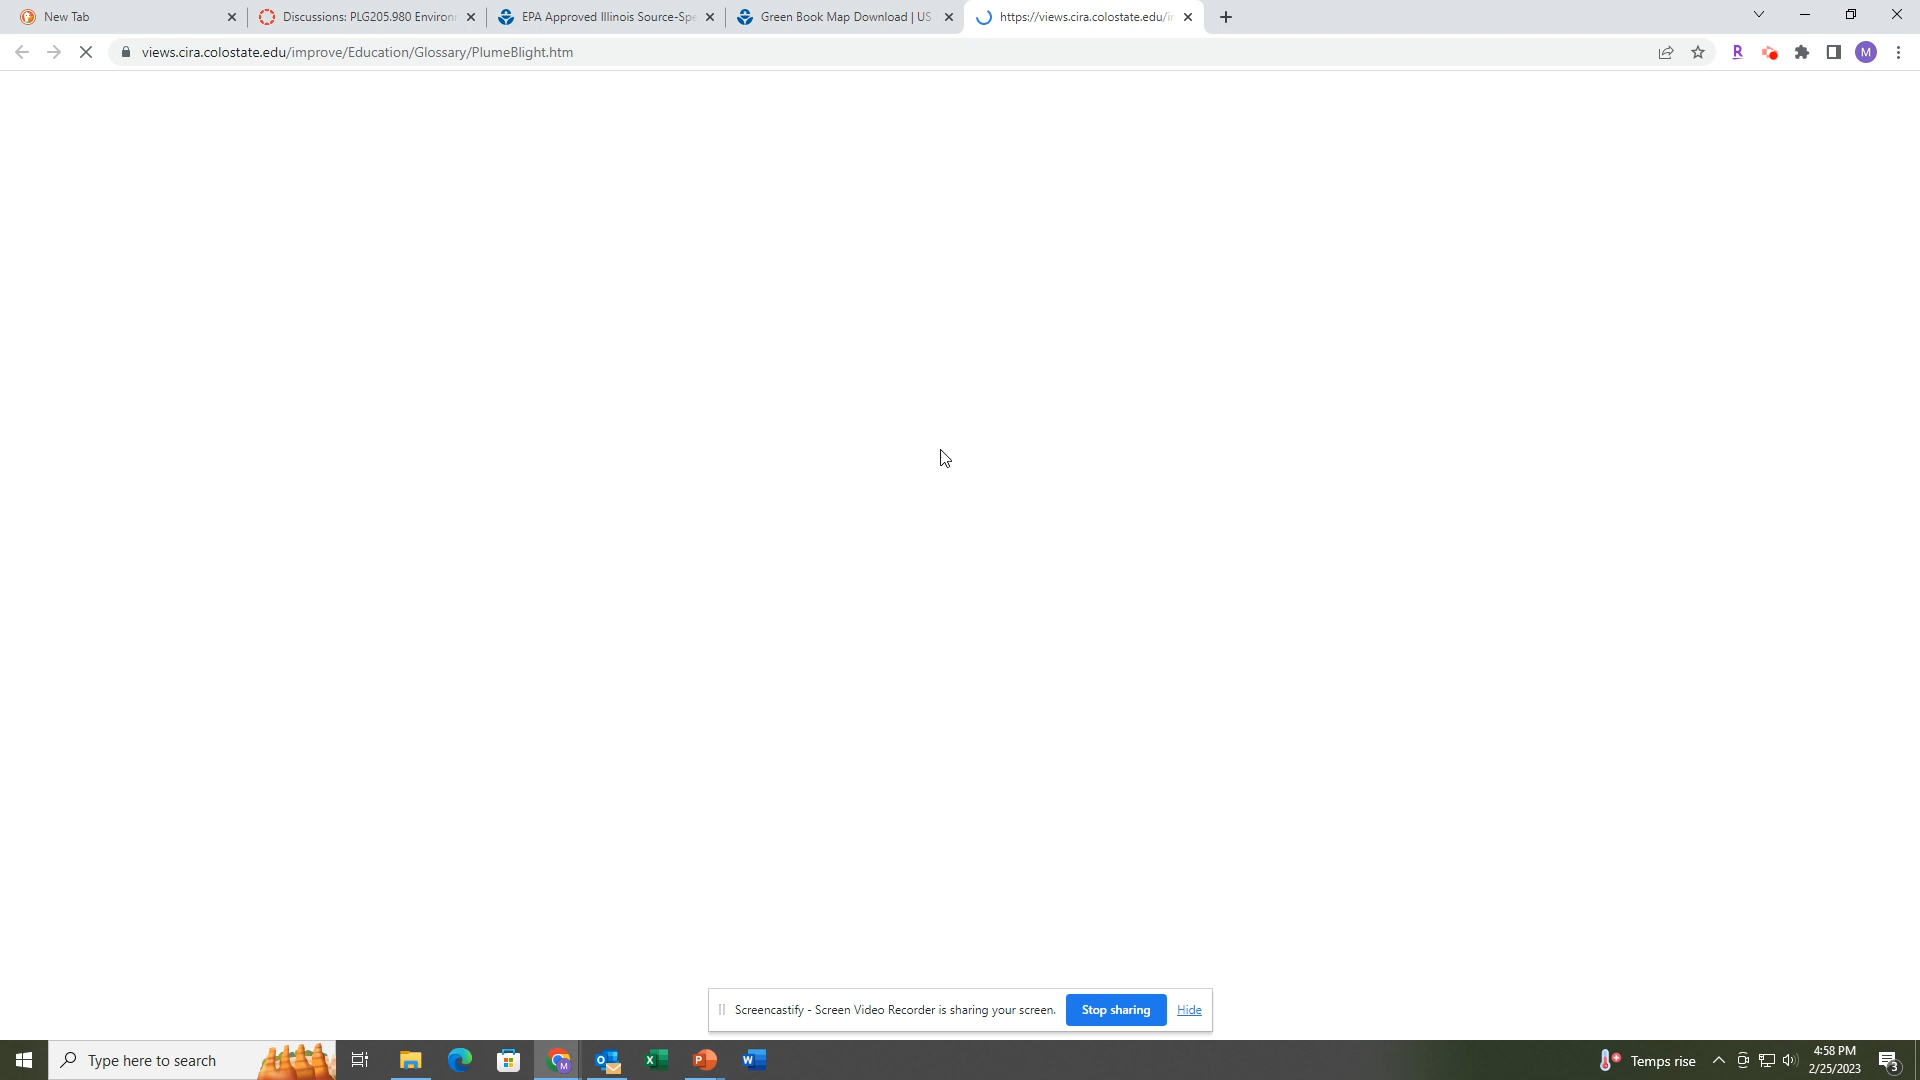 New Tab
Discussions: PLG205.980 Environ
EPA Approved Illinois Source-Spe
Green Book Map Download | US
https://views.cira.colostate.edu/ir
views.cira.colostate.edu/improve/Education/Glossary/PlumeBlight.htm
R
M
Screencastify - Screen Video Recorder is sharing your screen.
Stop sharing
Hide
Type here to search
Temps rise
4:58 PM
2/25/2023
3